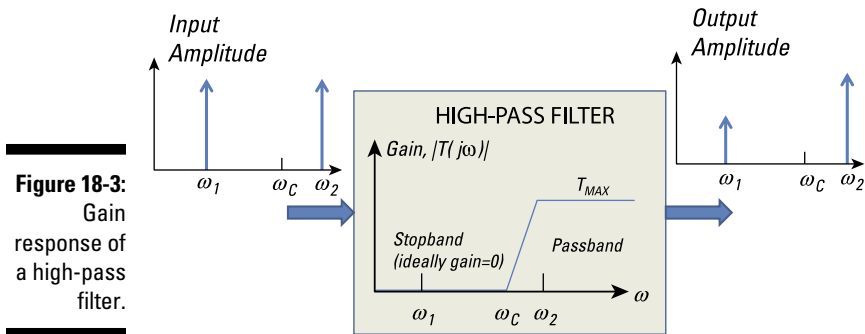 Input
Amplitude
ω1
ωC
ω2
HIGH-PASS FILTER
Gain, |T( jω)|
TMAX
Stopband
(ideally gain=0)
Passband
ω1
ωC
ω2
ω
Output
Amplitude
ω1
ωC
ω2
Figure 18-3:
Gain
response of
a high-pass
filter.